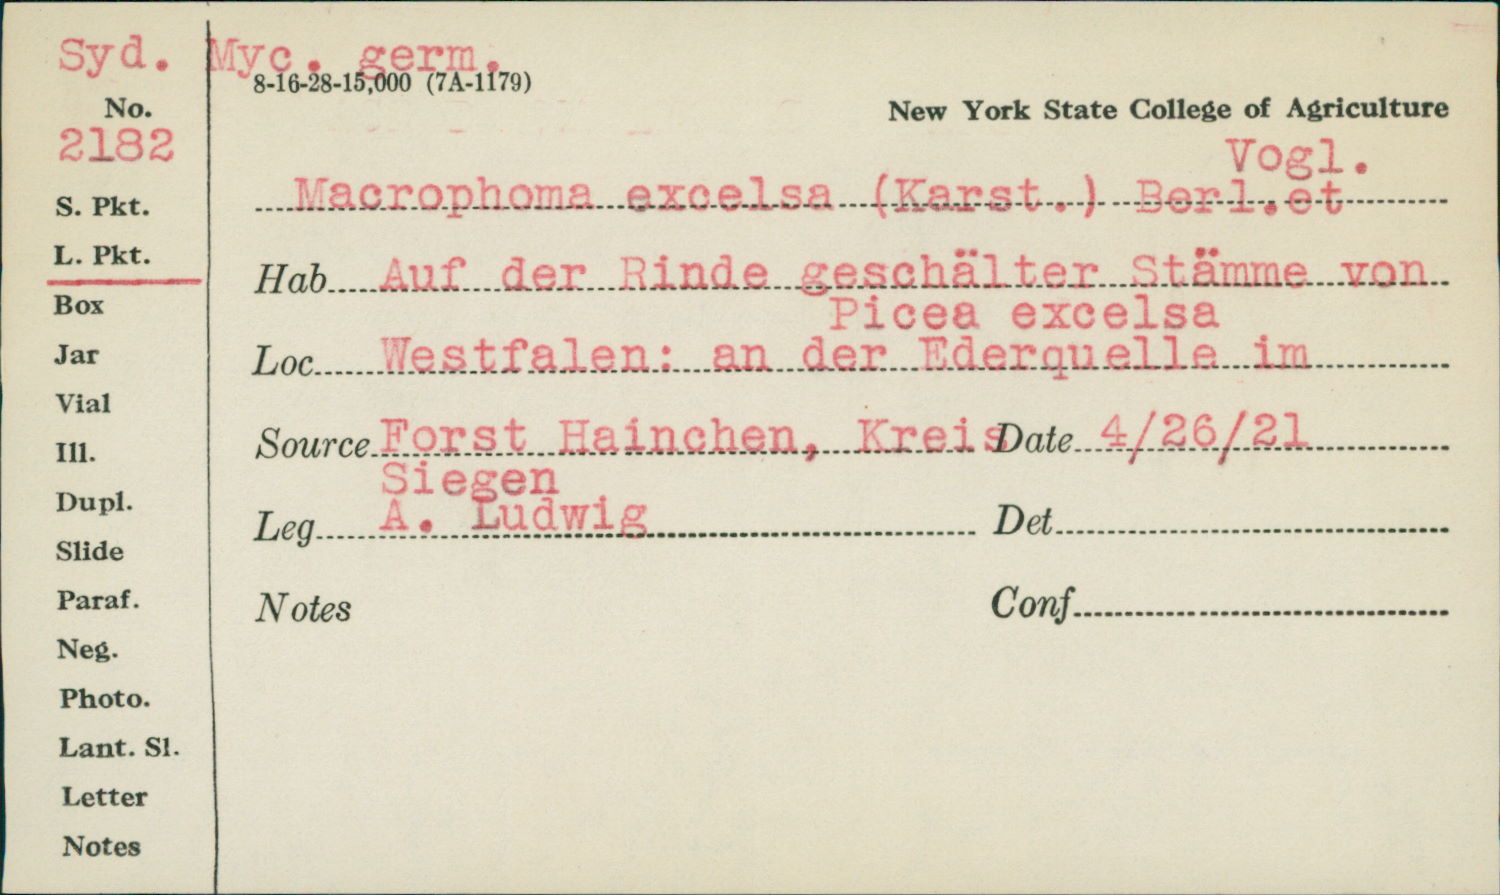 Syd. Myc. germ.
8-16-28-15,000 (7A-1179)
No.
2182
New York State College of Agriculture
Vogl.
Macrophoma excelsa (Karst.) Berl.et
S. Pkt.
L. Pkt.
Hab. Auf der Rinde geschälter Stämme von
Picea excelsa
Box
Jar
Loc. Westfalen: an der Ederquelle im
Vial
Source Forst Hainchen, Kreis Date 4/26/21
Siegen
Ill.
Dupl.
Leg. A. Ludwig Det.
Slide
Paraf.
Notes Conf.
Neg.
Photo.
Lant. Sl.
Letter
Notes